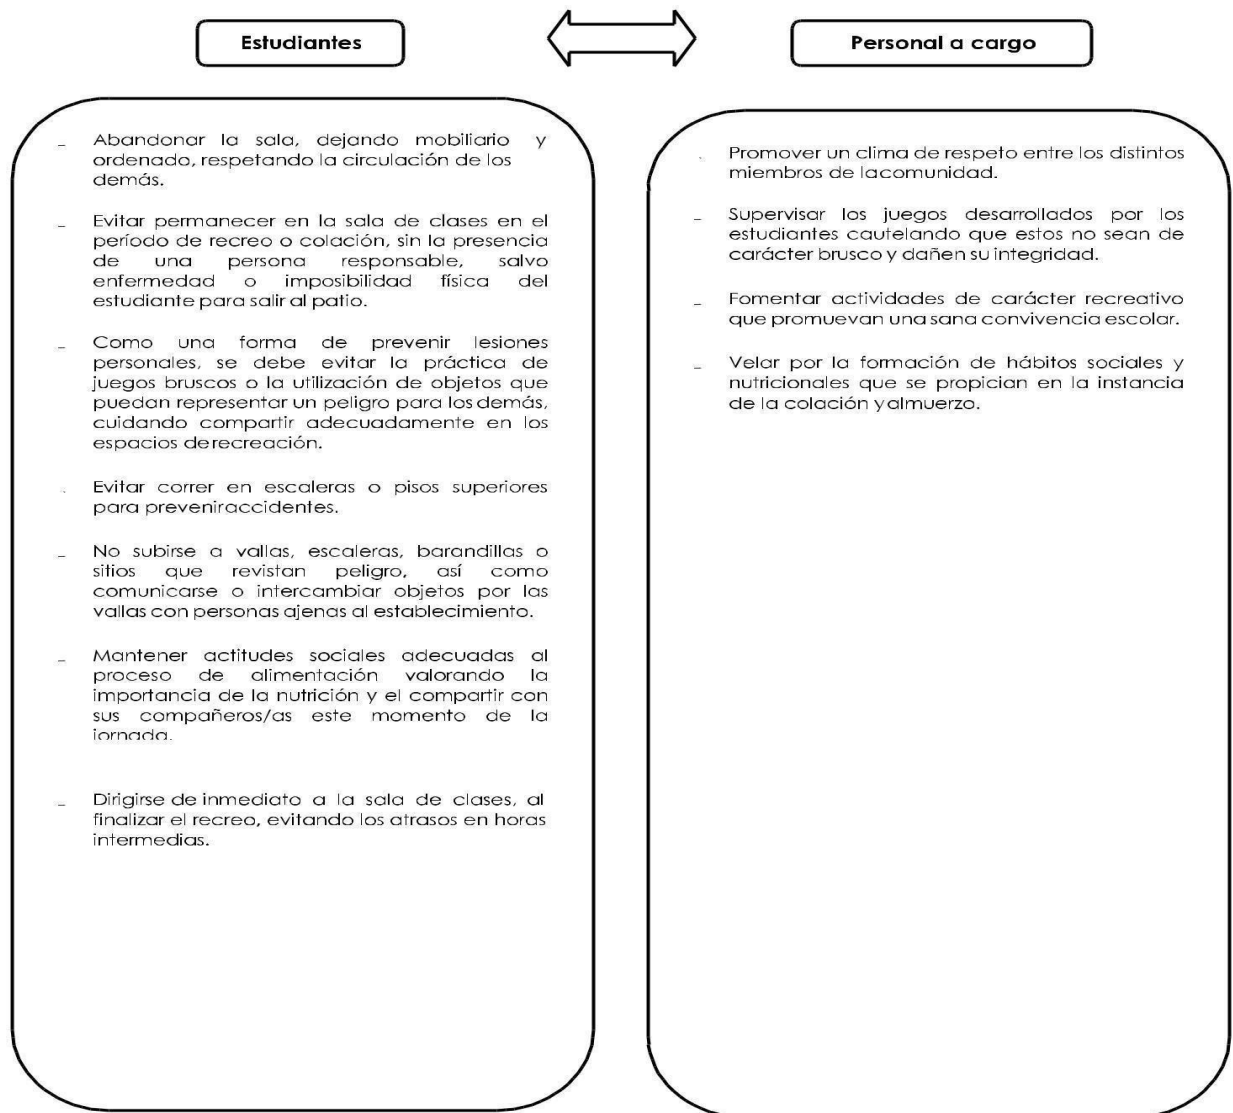 Estudiantes
Personal a cargo
_ Abandonar la sala, dejando mobiliario y
ordenado, respetando la circulación de los
demás.
_ Evitar permanecer en la sala de clases en el
período de recreo o colación, sin la presencia
de una persona responsable, salvo
enfermedad o imposibilidad física del
estudiante para salir al patio.
_ Como una forma de prevenir lesiones
personales, se debe evitar la práctica de
juegos bruscos o la utilización de objetos que
puedan representar un peligro para los demás,
cuidando compartir adecuadamente en los
espacios derecreación.
. Evitar correr en escaleras o pisos superiores
para preveniraccidentes.
_ No subirse a vallas, escaleras, barandillas o
sitios que revistan peligro, así como
comunicarse o intercambiar objetos por las
vallas con personas ajenas al establecimiento.
_ Mantener actitudes sociales adecuadas al
proceso de alimentación valorando la
importancia de la nutrición y el compartir con
sus compañeros/as este momento de la
jornada.
_ Dirigirse de inmediato a la sala de clases, al
finalizar el recreo, evitando los atrasos en horas
intermedias.
. Promover un clima de respeto entre los distintos
miembros de lacomunidad.
_ Supervisar los juegos desarrollados por los
estudiantes cautelando que estos no sean de
carácter brusco y dañen su integridad.
_ Fomentar actividades de carácter recreativo
que promuevan una sana convivencia escolar.
_ Velar por la formación de hábitos sociales y
nutricionales que se propician en la instancia
de la colación yalmuerzo.